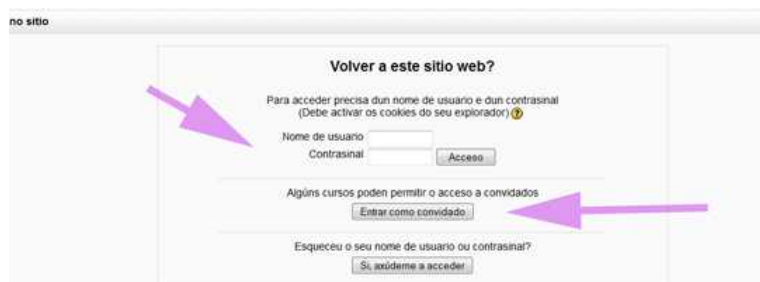 no sitio
Volver a este sitio web?
Para acceder precisa dun nome de usuario e dun contrasinal
(Debe activar os cookies do seu explorador) ?
Nome de usuario
Contrasinal
Acceso
Algúns cursos poden permitir o acceso a convidados
Entrar como convidado
Esqueceu o seu nome de usuario ou contrasinal?
Si, axúdeme a acceder